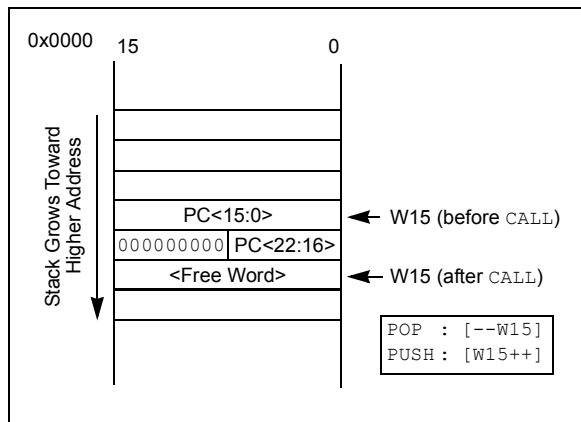 0x0000
15 0
Stack Grows Toward
Higher Address
PC<15:0>
W15 (before CALL)
000000000 PC<22:16>
<Free Word>
W15 (after CALL)
POP : [--W15]
PUSH : [W15++]